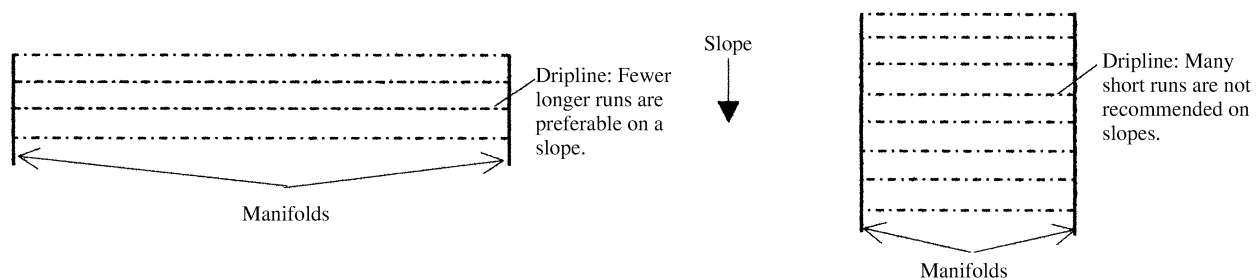 Dripline: Fewer
longer runs are
preferable on a
slope.
Manifolds
Slope
Dripline: Many
short runs are not
recommended on
slopes.
Manifolds